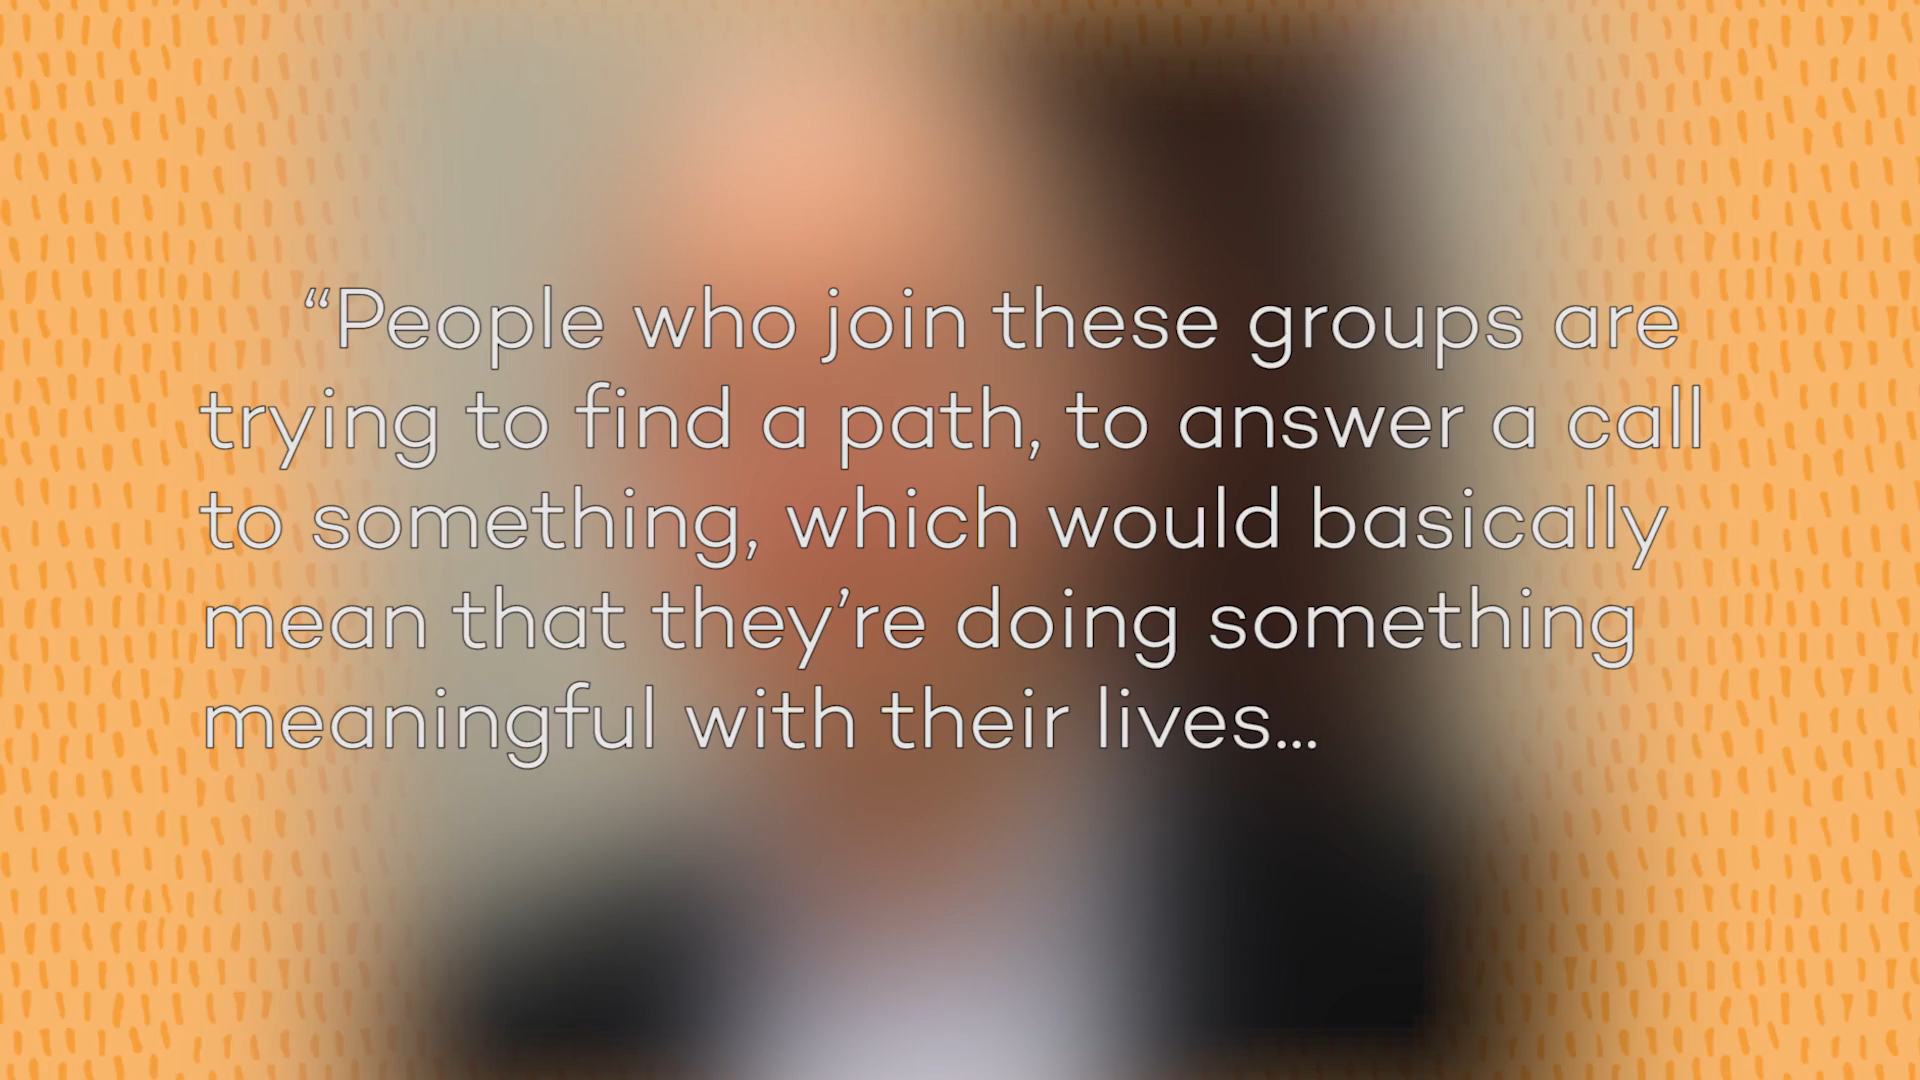 “People who join these groups are
trying to find a path, to answer a call
to something, which would basically
mean that they’re doing something
meaningful with their lives...